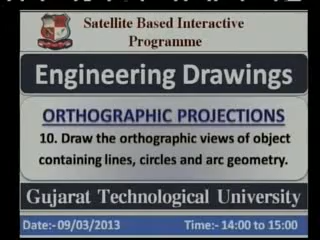 Satellite Based Interactive
Programme
Engineering Drawings
ORTHOGRAPHIC PROJECTIONS
10. Draw the orthographic views of object
containing lines, circles and arc geometry.
Gujarat Technological University
Date:- 09/03/2013 Time:- 14:00 to 15:00